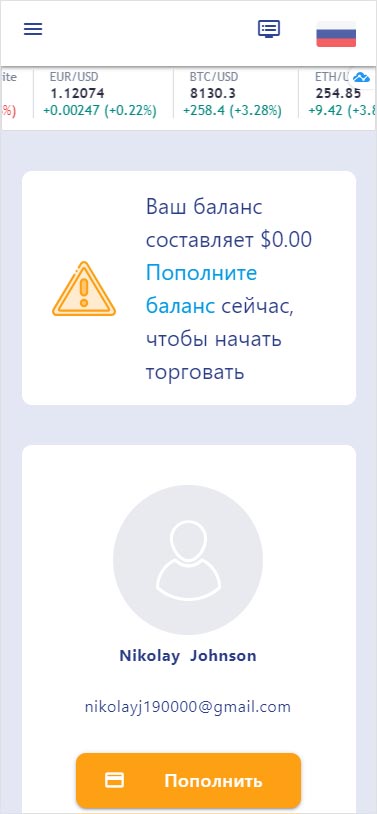 ite EUR/USD BTC/USD ETH/U
1.12074 8130.3 254.85
%) +0.00247 (+0.22%) +258.4 (+3.28%) +9.42 (+3.8
Ваш баланс
составляет $0.00
Пополните
баланс сейчас,
чтобы начать
торговать
Nikolay Johnson
nikolayj190000@gmail.com
Пополнить